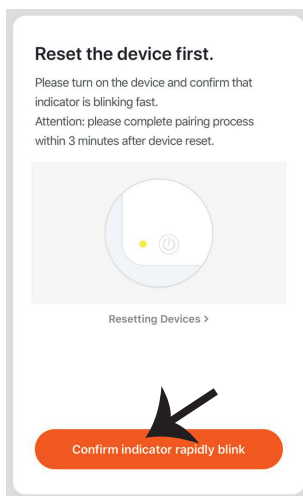 Reset the device first.
Please turn on the device and confirm that
indicator is blinking fast.
Attention: please complete pairing process
within 3 minutes after device reset.
Resetting Devices >
Confirm indicator rapidly blink